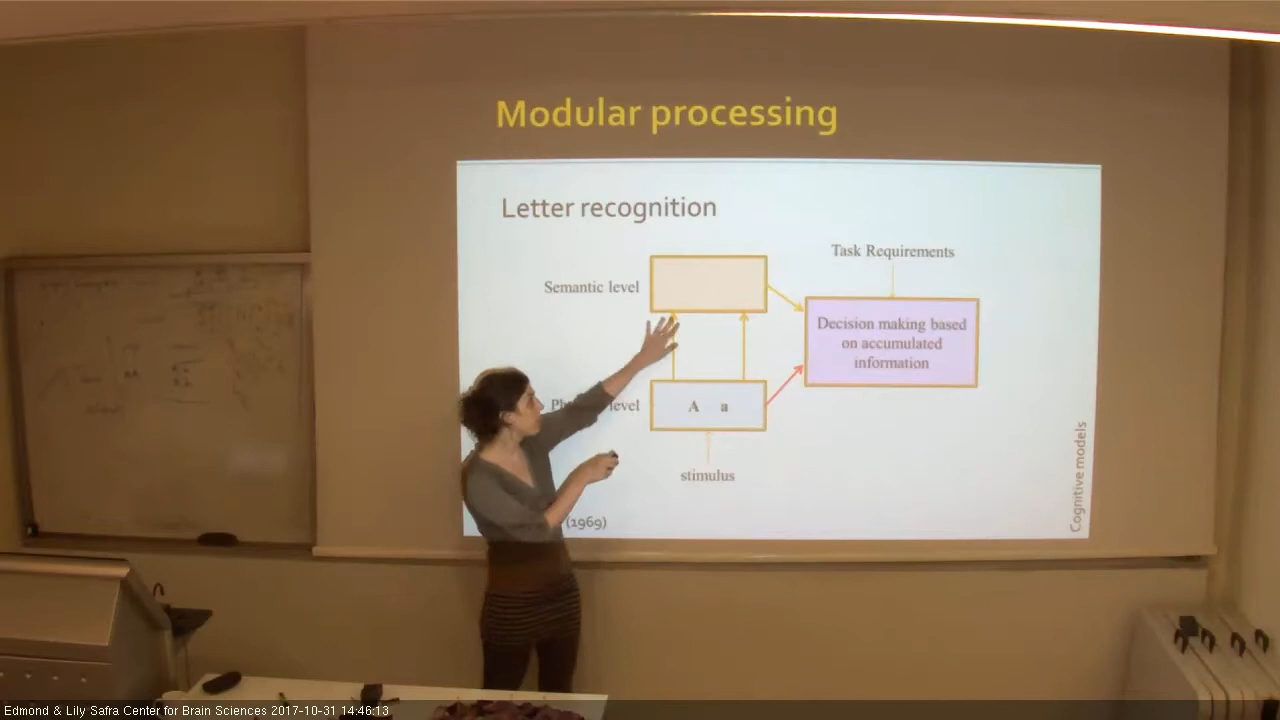 Modular processing
Letter recognition
Task Requirements
Semantic level
Decision making based
on accumulated
information
level
A a
stimulus
(1969)
Cognitive models
Edmond & Lily Safra Center for Brain Sciences 2017-10-31 14:46:13